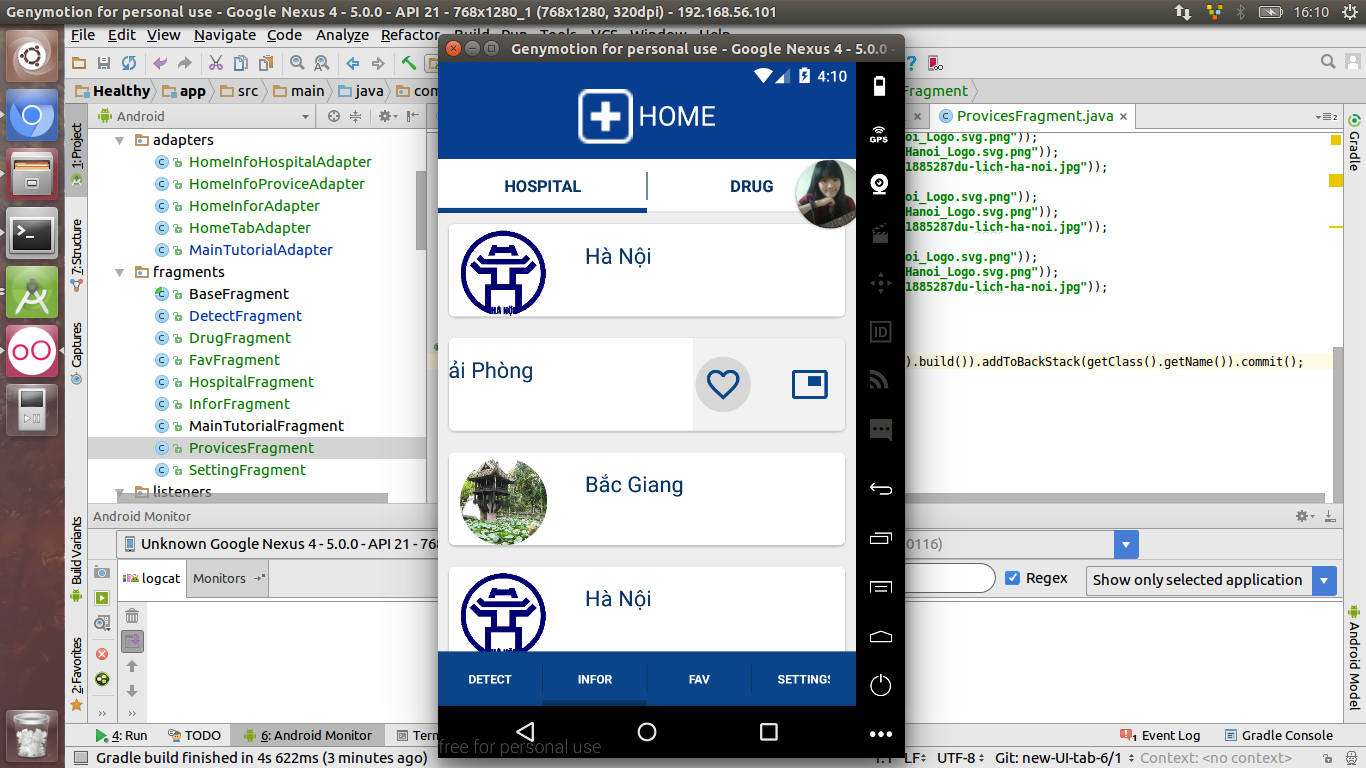 Genymotion for personal use - Google Nexus 4 - 5.0.0 - API 21 - 768x1280_1 (768x1280, 320dpi) - 192.168.56.101
16:10
File Edit View Navigate Code Analyze Refactor Build Run Tools VCS Window Help
Genymotion for personal use - Google Nexus 4 - 5.0.0 -
Healthy app src main java com
Fragment
Android
ProvicesFragment.java
1: Project
7: Structure
Captures
Build Variants
2: Favorites
adapters
HomeInfoHospitalAdapter
HomeInfoProviceAdapter
HomeInforAdapter
HomeTabAdapter
MainTutorialAdapter
fragments
BaseFragment
DetectFragment
DrugFragment
FavFragment
HospitalFragment
InforFragment
MainTutorialFragment
ProvicesFragment
SettingFragment
listeners
4:10
HOME
HOSPITAL
DRUG
Hà Nội
HÀ NỘI
ải Phòng
Bắc Giang
Hà Nội
DETECT
INFOR
FAV
SETTINGS
free for personal use
GPS
ID
oi_Logo.svg.png"));
Hanoi_Logo.svg.png"));
1885287du-lich-ha-noi.jpg"));
oi_Logo.svg.png"));
Hanoi_Logo.svg.png"));
1885287du-lich-ha-noi.jpg"));
oi_Logo.svg.png"));
Hanoi_Logo.svg.png"));
1885287du-lich-ha-noi.jpg"));
).build()).addToBackStack(getClass().getName()).commit();
Gradle
Android Model
Android Monitor
Unknown Google Nexus 4 - 5.0.0 - API 21 - 768
0116)
logcat
Monitors
Regex
Show only selected application
4: Run
TODO
6: Android Monitor
Term
Event Log
Gradle Console
Gradle build finished in 4s 622ms (3 minutes ago)
1:1 LF UTF-8 Git: new-UI-tab-6/1 Context: <no context>